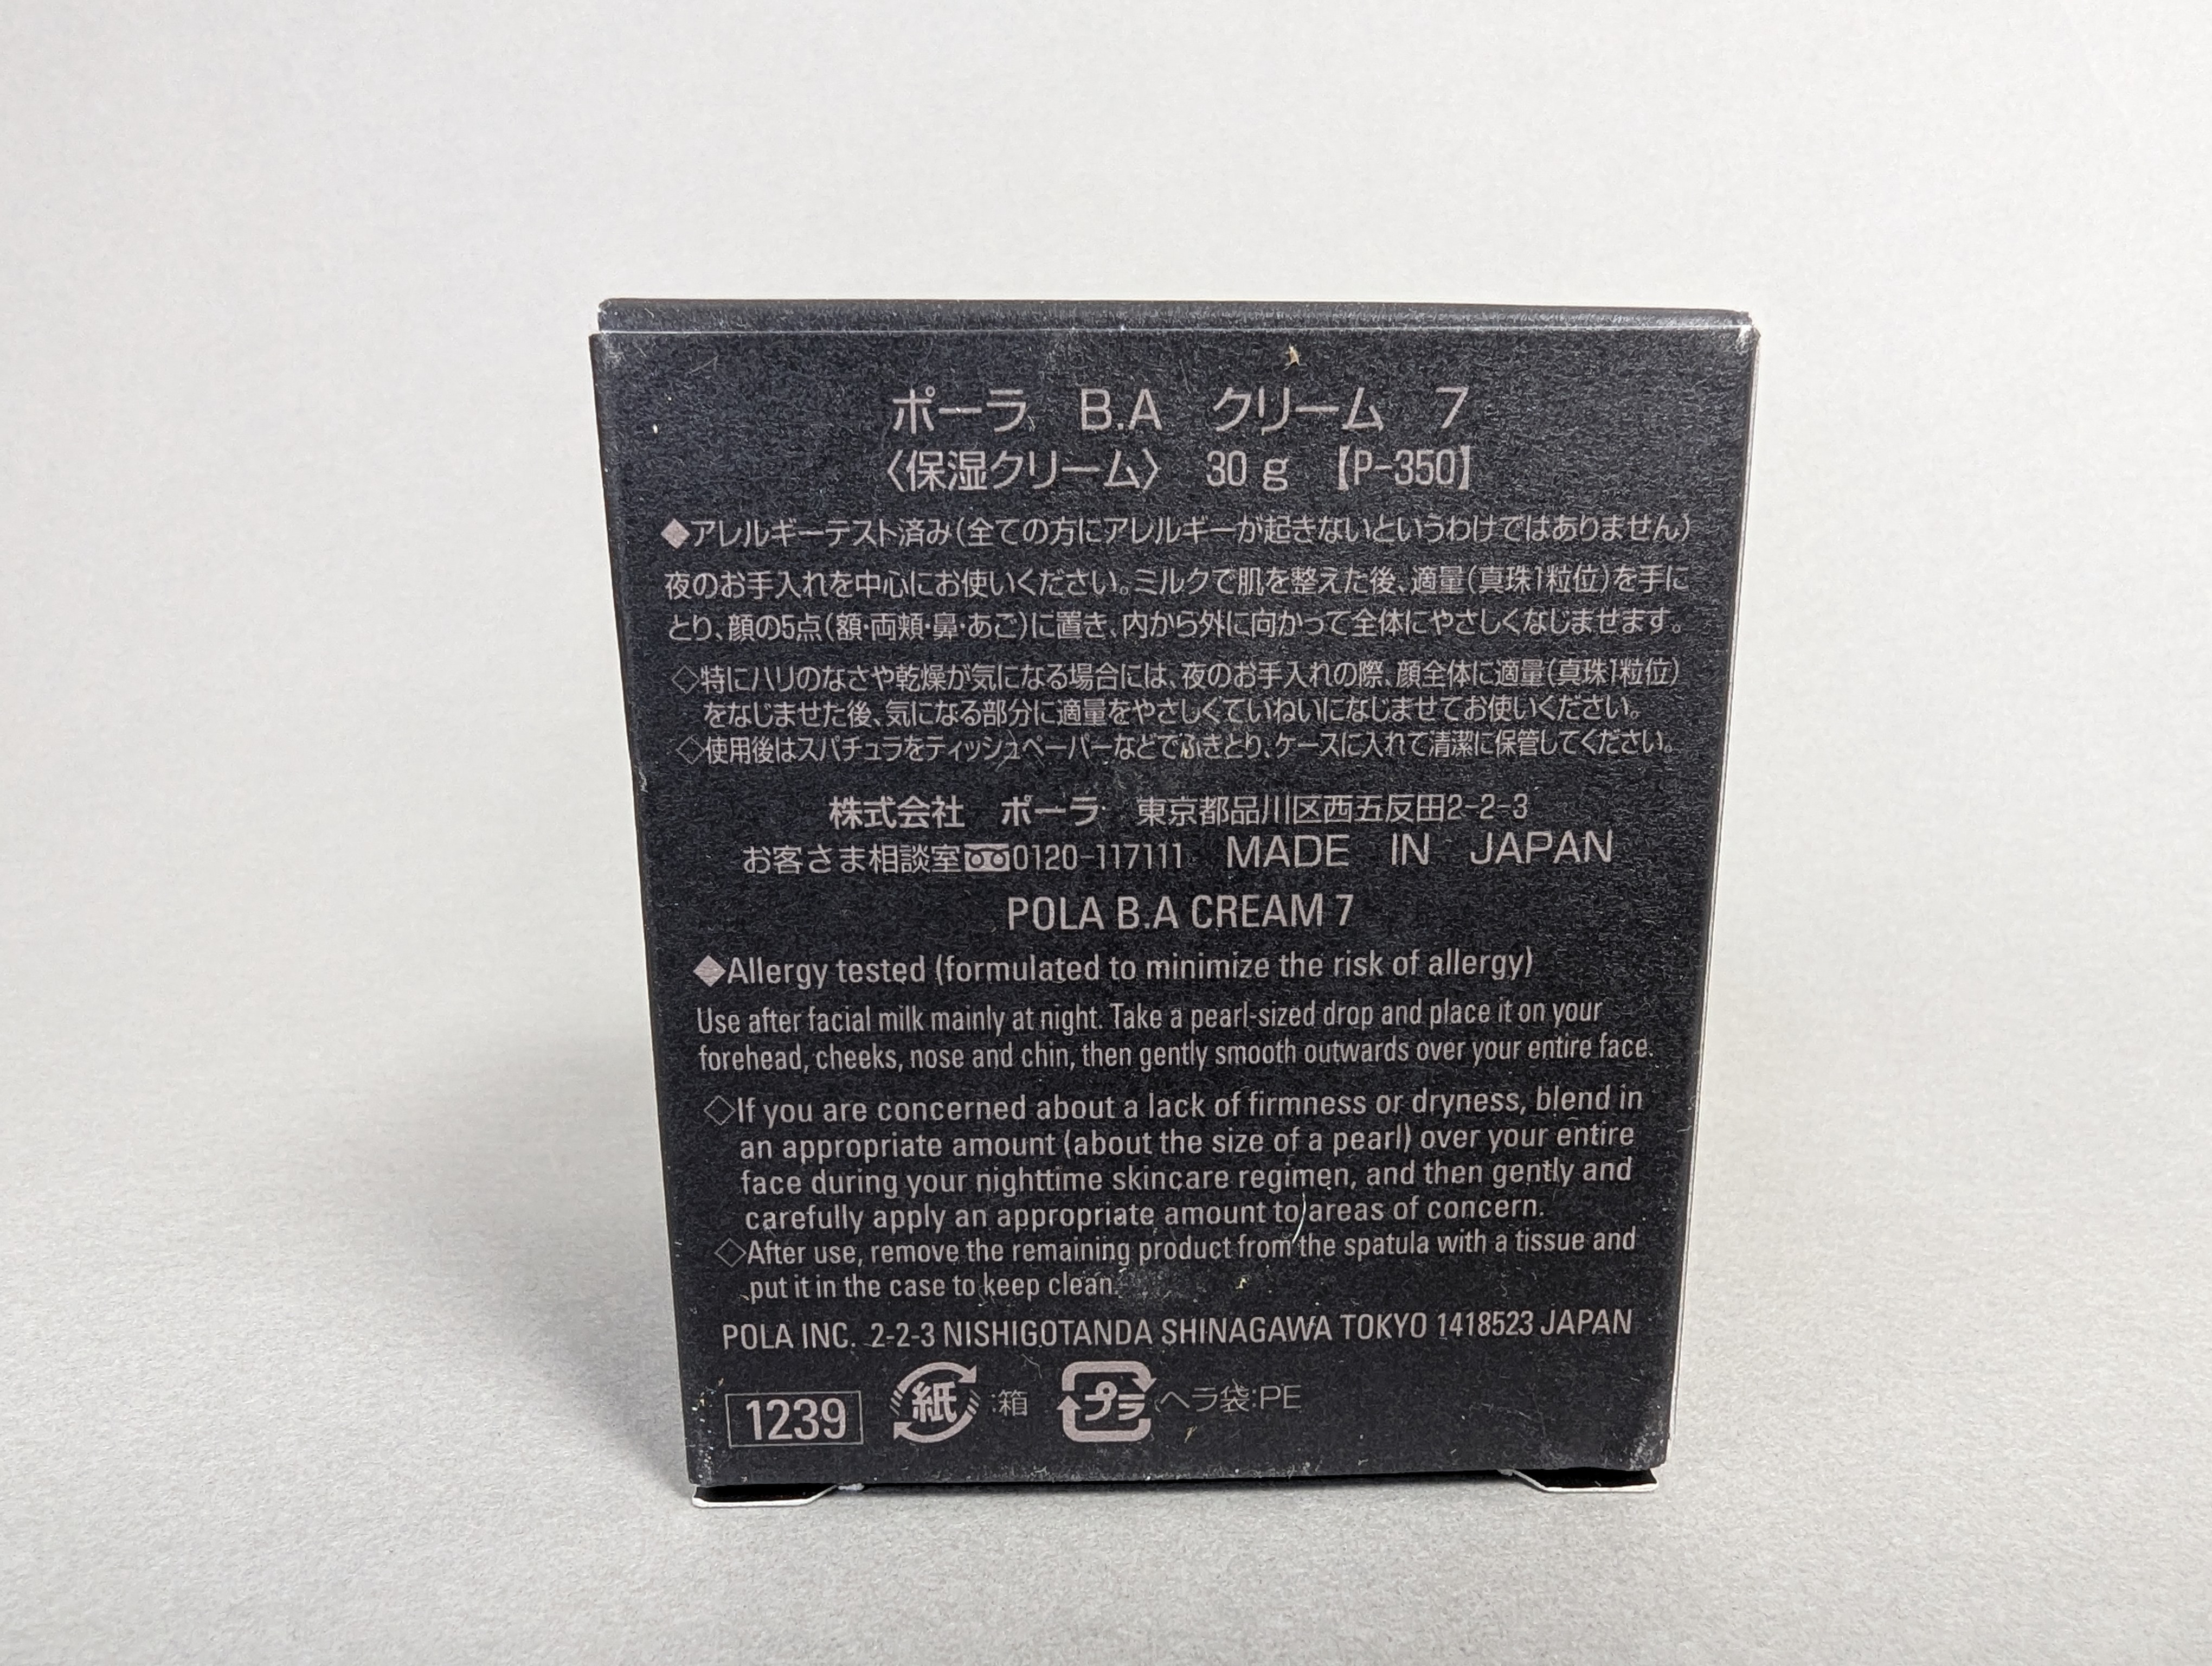 ポーラ B.A クリーム 7
〈保湿クリーム〉 30g 【P-350】
◆アレルギーテスト済み(全ての方にアレルギーが起きないというわけではありません)
夜のお手入れを中心にお使いください。ミルクで肌を整えた後、適量(真珠1粒位)を手に
とり、顔の5点(額・両頬・鼻・あご)に置き、内から外に向かって全体にやさしくなじませます。
◇特にハリのなさや乾燥が気になる場合には、夜のお手入れの際、顔全体に適量(真珠1粒位)
をなじませた後、気になる部分に適量をやさしくていねいになじませてお使いください。
◇使用後はスパチュラをティッシュペーパーなどでふきとり、ケースに入れて清潔に保管してください。
株式会社 ポーラ 東京都品川区西五反田2-2-3
お客さま相談室 0120-117111 MADE IN JAPAN
POLA B.A CREAM 7
◆Allergy tested (formulated to minimize the risk of allergy)
Use after facial milk mainly at night. Take a pearl-sized drop and place it on your
forehead, cheeks, nose and chin, then gently smooth outwards over your entire face.
◇If you are concerned about a lack of firmness or dryness, blend in
an appropriate amount (about the size of a pearl) over your entire
face during your nighttime skincare regimen, and then gently and
carefully apply an appropriate amount to areas of concern.
◇After use, remove the remaining product from the spatula with a tissue and
put it in the case to keep clean.
POLA INC. 2-2-3 NISHIGOTANDA SHINAGAWA TOKYO 1418523 JAPAN
1239 紙 :箱 プラ ヘラ袋:PE